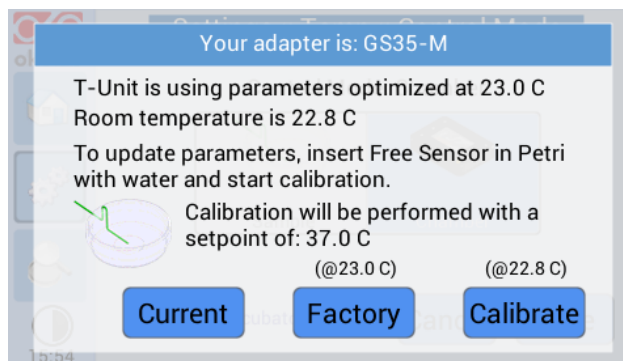 Your adapter is: GS35-M
T-Unit is using parameters optimized at 23.0 C
Room temperature is 22.8 C
To update parameters, insert Free Sensor in Petri
with water and start calibration.
Calibration will be performed with a
setpoint of: 37.0 C
(@23.0 C) (@22.8 C)
Current Factory Calibrate
15:54